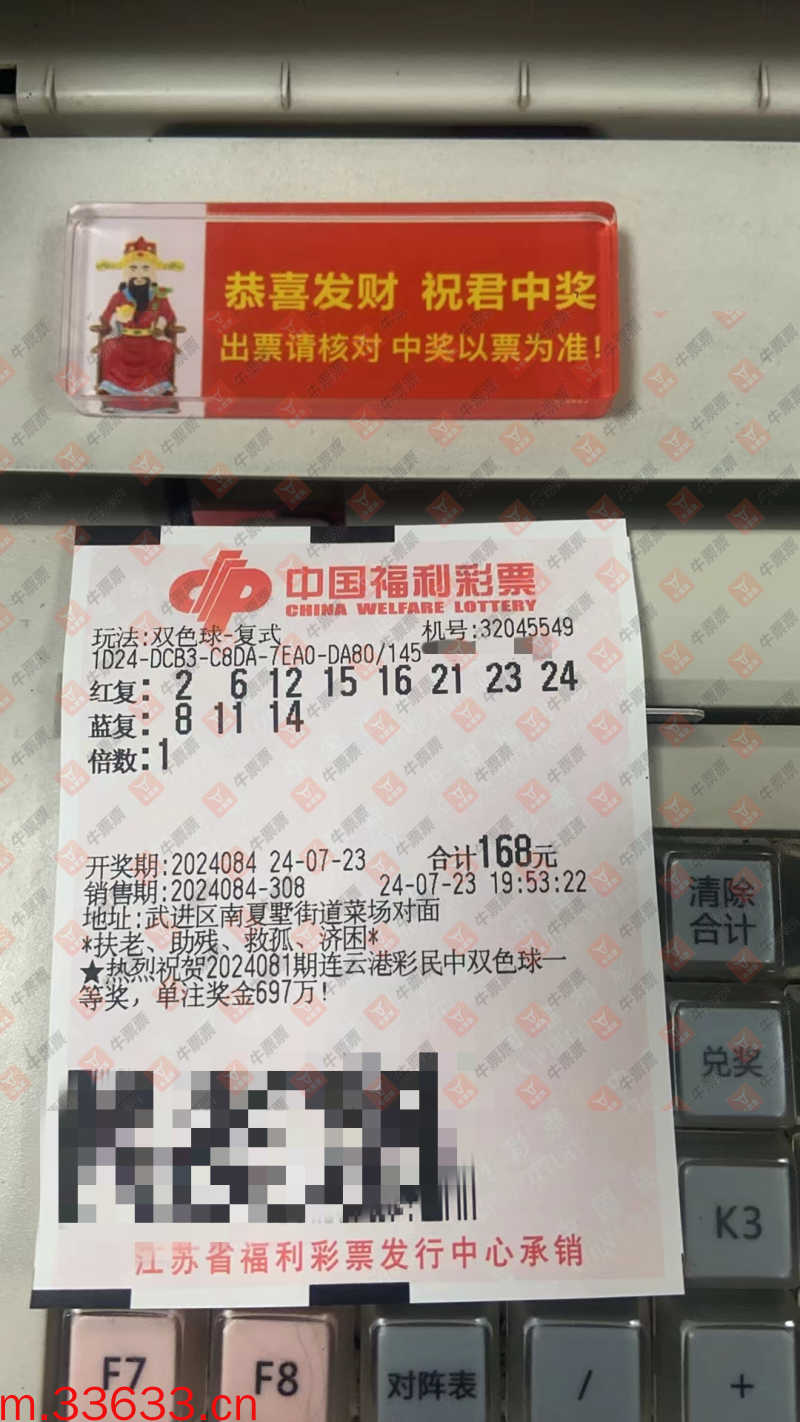 恭喜发财 祝君中奖
出票请核对 中奖以票为准!
中国福利彩票
CHINA WELFARE LOTTERY
玩法:双色球-复式 机号:32045549
1D24-DCB3-C8DA-7EA0-DA80/145
红复: 2 6 12 15 16 21 23 24
蓝复: 8 11 14
倍数:1
开奖期:2024084 24-07-23 合计168元
销售期:2024084-308 24-07-23 19:53:22
地址:武进区南夏墅街道菜场对面
*扶老、助残、救孤、济困*
★热烈祝贺2024081期连云港彩民中双色球一
等奖，单注奖金697万!
江苏省福利彩票发行中心承销
清除
合计
兑奖
K3
F7 F8 对阵表 / +
m.33633.cn
牛票票